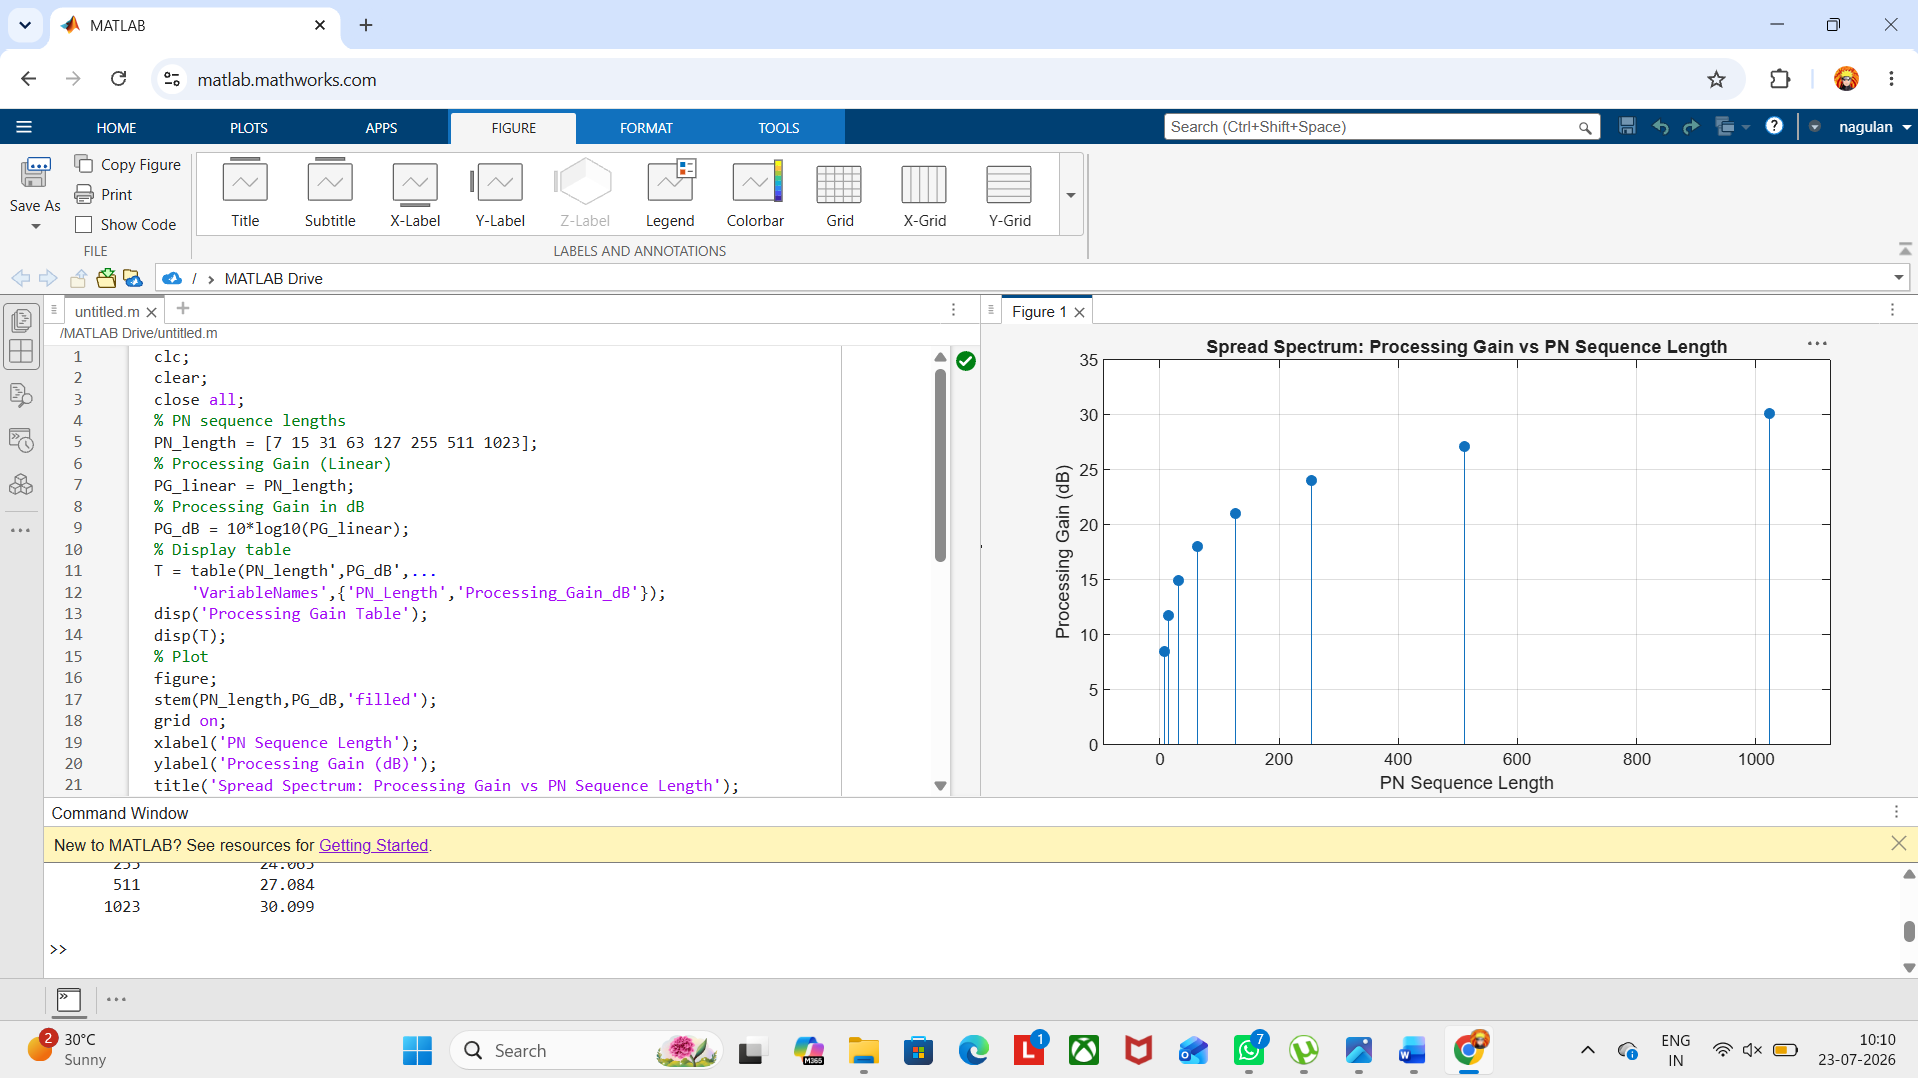 MATLAB
matlab.mathworks.com
HOME
PLOTS
APPS
FIGURE
FORMAT
TOOLS
Search (Ctrl+Shift+Space)
nagulan
Save As
Copy Figure
Print
Show Code
FILE
Title
Subtitle
X-Label
Y-Label
Z-Label
Legend
Colorbar
Grid
X-Grid
Y-Grid
LABELS AND ANNOTATIONS
/ › MATLAB Drive
untitled.m
/MATLAB Drive/untitled.m
1 clc;
2 clear;
3 close all;
4 % PN sequence lengths
5 PN_length = [7 15 31 63 127 255 511 1023];
6 % Processing Gain (Linear)
7 PG_linear = PN_length;
8 % Processing Gain in dB
9 PG_dB = 10*log10(PG_linear);
10 % Display table
11 T = table(PN_length',PG_dB',...
12 'VariableNames',{'PN_Length','Processing_Gain_dB'});
13 disp('Processing Gain Table');
14 disp(T);
15 % Plot
16 figure;
17 stem(PN_length,PG_dB,'filled');
18 grid on;
19 xlabel('PN Sequence Length');
20 ylabel('Processing Gain (dB)');
21 title('Spread Spectrum: Processing Gain vs PN Sequence Length');
Figure 1
Spread Spectrum: Processing Gain vs PN Sequence Length
35
30
25
20
15
10
5
0
Processing Gain (dB)
0 200 400 600 800 1000
PN Sequence Length
Command Window
New to MATLAB? See resources for Getting Started.
255 24.065
511 27.084
1023 30.099
>>
2
30°C
Sunny
Search
M365
1
7
ENG
IN
10:10
23-07-2026